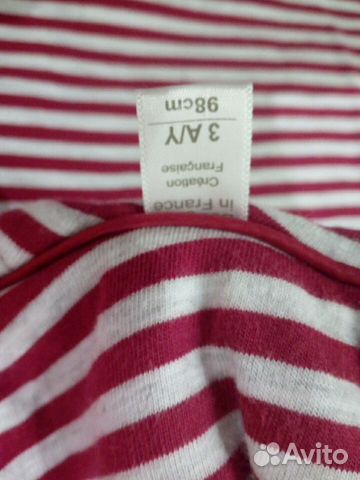 in France
Création
Française
3 A/Y
98cm
Avito